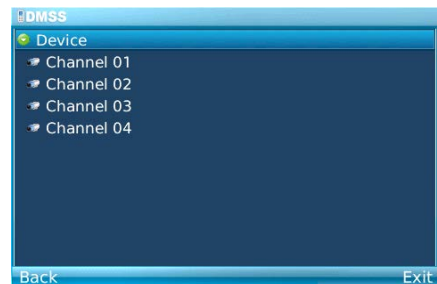 DMSS
Device
Channel 01
Channel 02
Channel 03
Channel 04
Back Exit